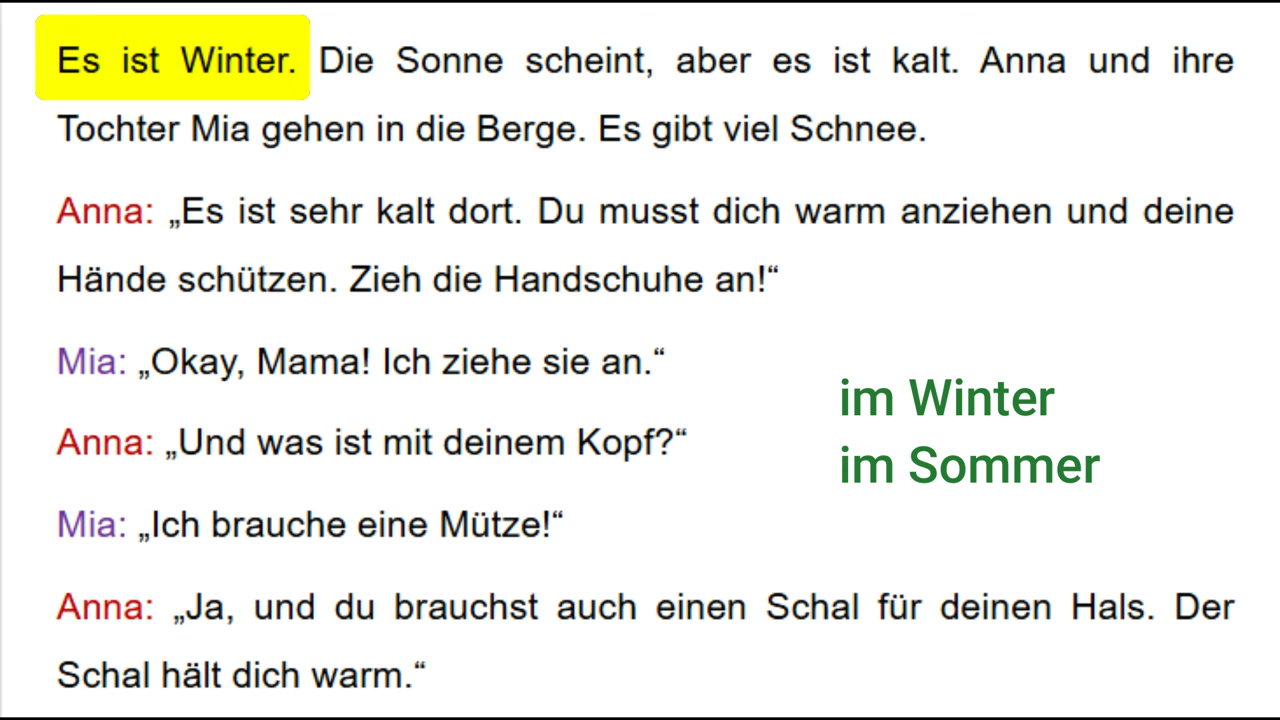 Es ist Winter. Die Sonne scheint, aber es ist kalt. Anna und ihre
Tochter Mia gehen in die Berge. Es gibt viel Schnee.
Anna: „Es ist sehr kalt dort. Du musst dich warm anziehen und deine
Hände schützen. Zieh die Handschuhe an!“
Mia: „Okay, Mama! Ich ziehe sie an.“
Anna: „Und was ist mit deinem Kopf?“
Mia: „Ich brauche eine Mütze!“
Anna: „Ja, und du brauchst auch einen Schal für deinen Hals. Der
Schal hält dich warm.“
im Winter
im Sommer